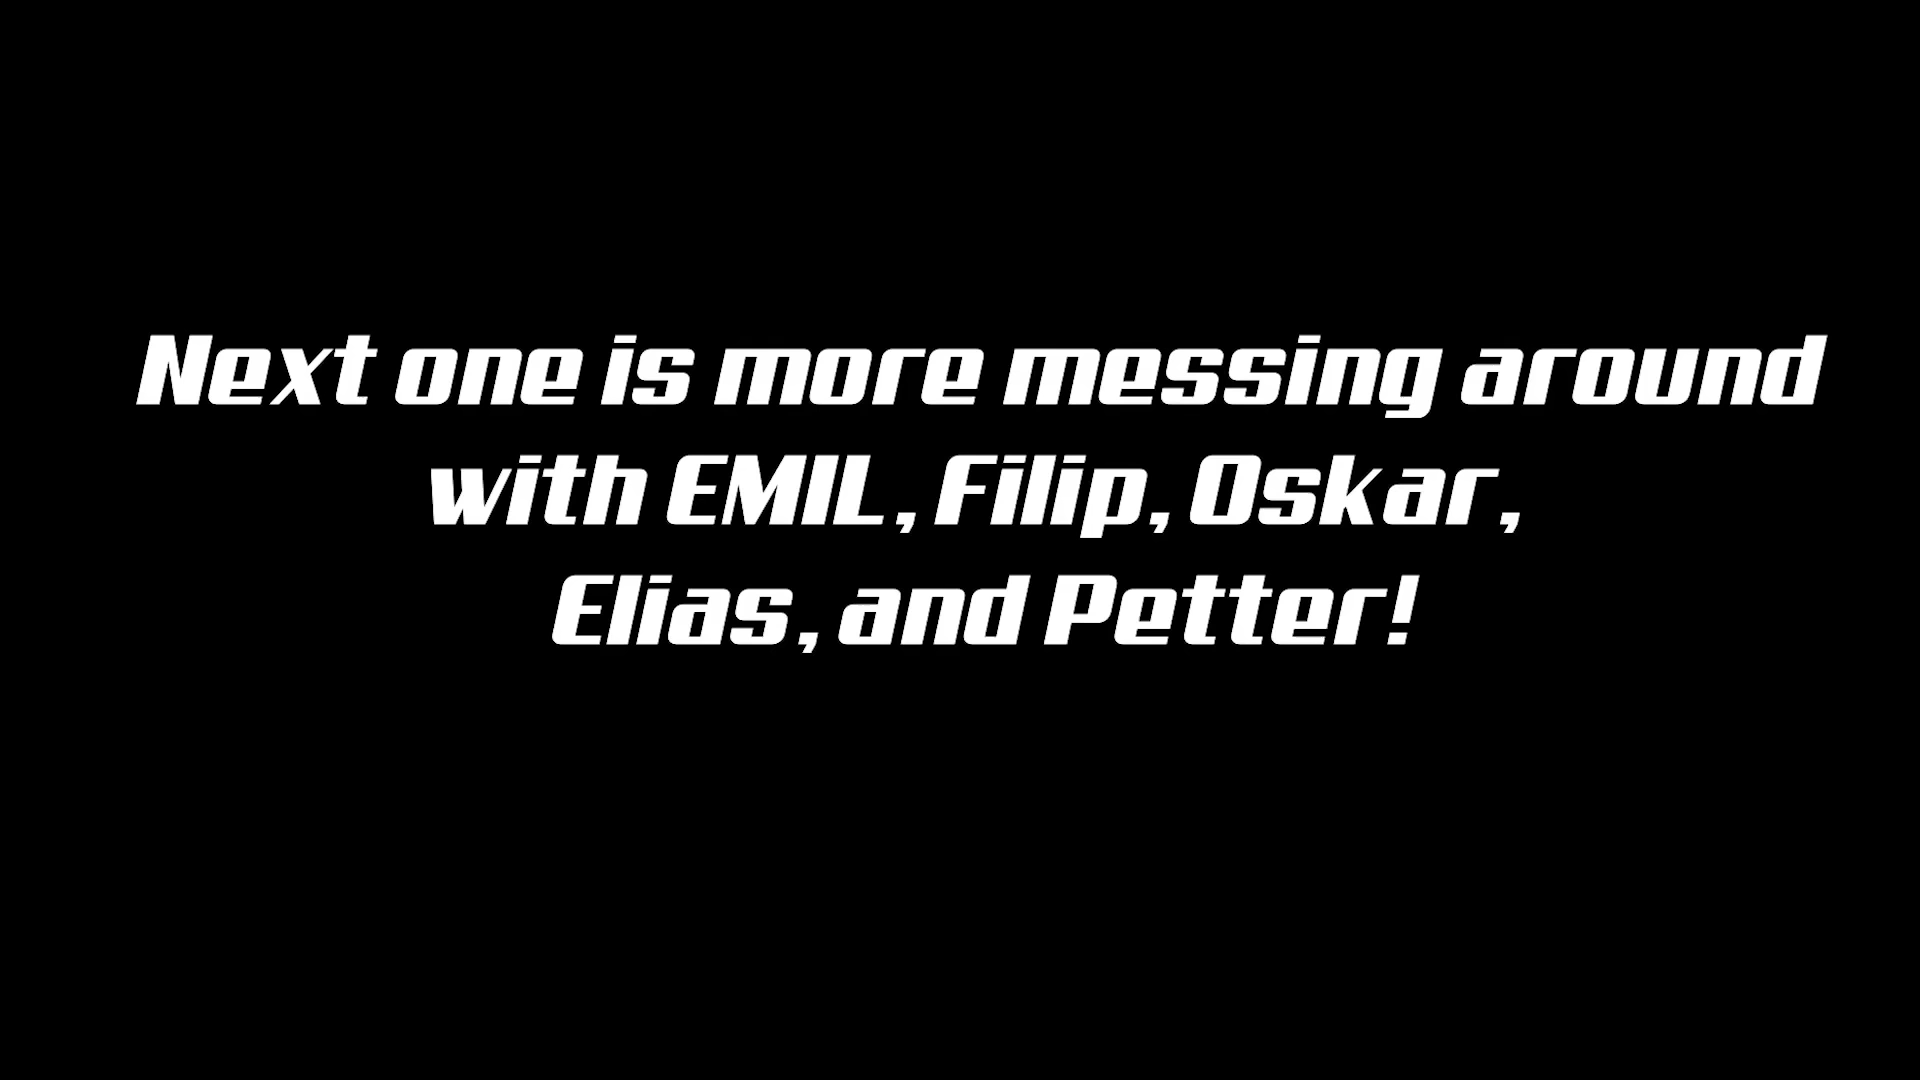 Next one is more messing around
with EMIL, Filip, Oskar,
Elias, and Petter!